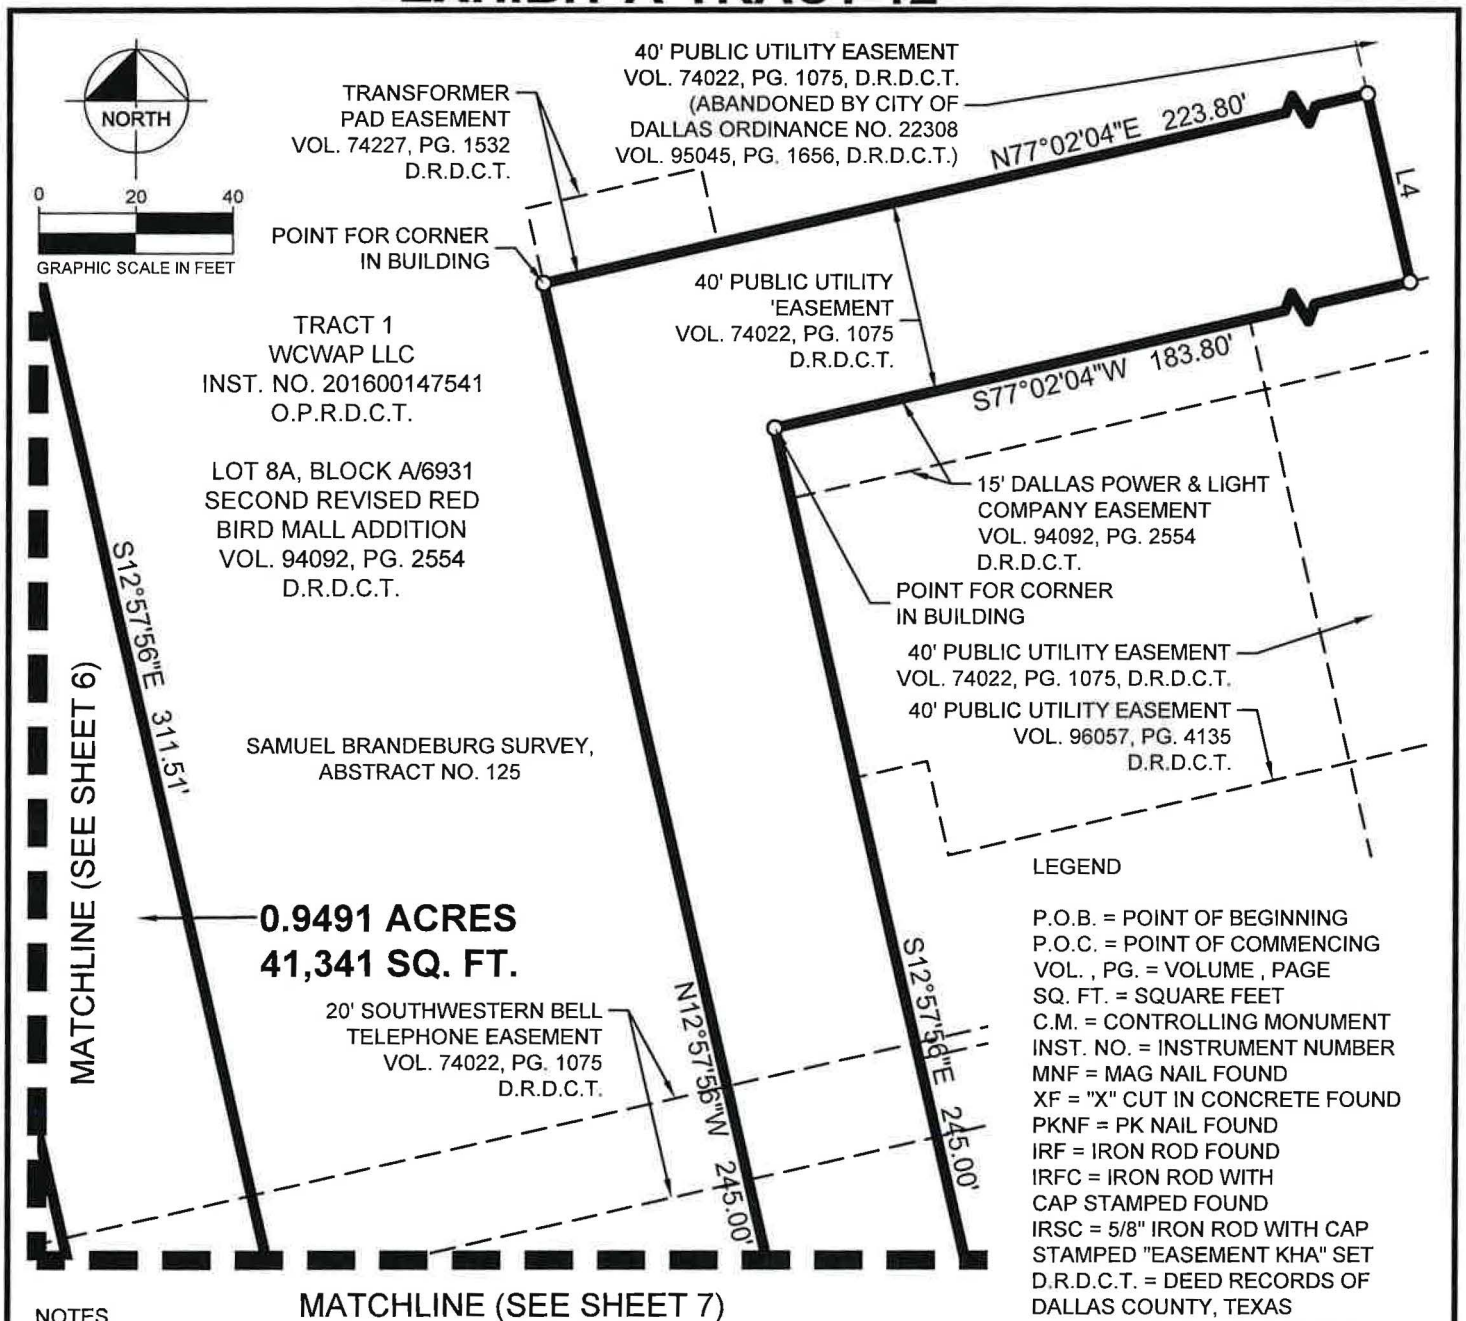 NORTH
0 20 40
GRAPHIC SCALE IN FEET
TRANSFORMER
PAD EASEMENT
VOL. 74227, PG. 1532
D.R.D.C.T.
40' PUBLIC UTILITY EASEMENT
VOL. 74022, PG. 1075, D.R.D.C.T.
(ABANDONED BY CITY OF
DALLAS ORDINANCE NO. 22308
VOL. 95045, PG. 1656, D.R.D.C.T.)
N77°02'04"E 223.80'
L4
POINT FOR CORNER
IN BUILDING
40' PUBLIC UTILITY
'EASEMENT
VOL. 74022, PG. 1075
D.R.D.C.T.
S77°02'04"W 183.80'
TRACT 1
WCWAP LLC
INST. NO. 201600147541
O.P.R.D.C.T.
LOT 8A, BLOCK A/6931
SECOND REVISED RED
BIRD MALL ADDITION
VOL. 94092, PG. 2554
D.R.D.C.T.
15' DALLAS POWER & LIGHT
COMPANY EASEMENT
VOL. 94092, PG. 2554
D.R.D.C.T.
POINT FOR CORNER
IN BUILDING
40' PUBLIC UTILITY EASEMENT
VOL. 74022, PG. 1075, D.R.D.C.T.
40' PUBLIC UTILITY EASEMENT
VOL. 96057, PG. 4135
D.R.D.C.T.
S12°57'56"E 311.51'
MATCHLINE (SEE SHEET 6)
SAMUEL BRANDEBURG SURVEY,
ABSTRACT NO. 125
0.9491 ACRES
41,341 SQ. FT.
20' SOUTHWESTERN BELL
TELEPHONE EASEMENT
VOL. 74022, PG. 1075
D.R.D.C.T.
N12°57'56"W 245.00'
S12°57'56"E 245.00'
LEGEND
P.O.B. = POINT OF BEGINNING
P.O.C. = POINT OF COMMENCING
VOL. , PG. = VOLUME , PAGE
SQ. FT. = SQUARE FEET
C.M. = CONTROLLING MONUMENT
INST. NO. = INSTRUMENT NUMBER
MNF = MAG NAIL FOUND
XF = "X" CUT IN CONCRETE FOUND
PKNF = PK NAIL FOUND
IRF = IRON ROD FOUND
IRFC = IRON ROD WITH
CAP STAMPED FOUND
IRSC = 5/8" IRON ROD WITH CAP
STAMPED "EASEMENT KHA" SET
D.R.D.C.T. = DEED RECORDS OF
DALLAS COUNTY, TEXAS
MATCHLINE (SEE SHEET 7)
NOTES